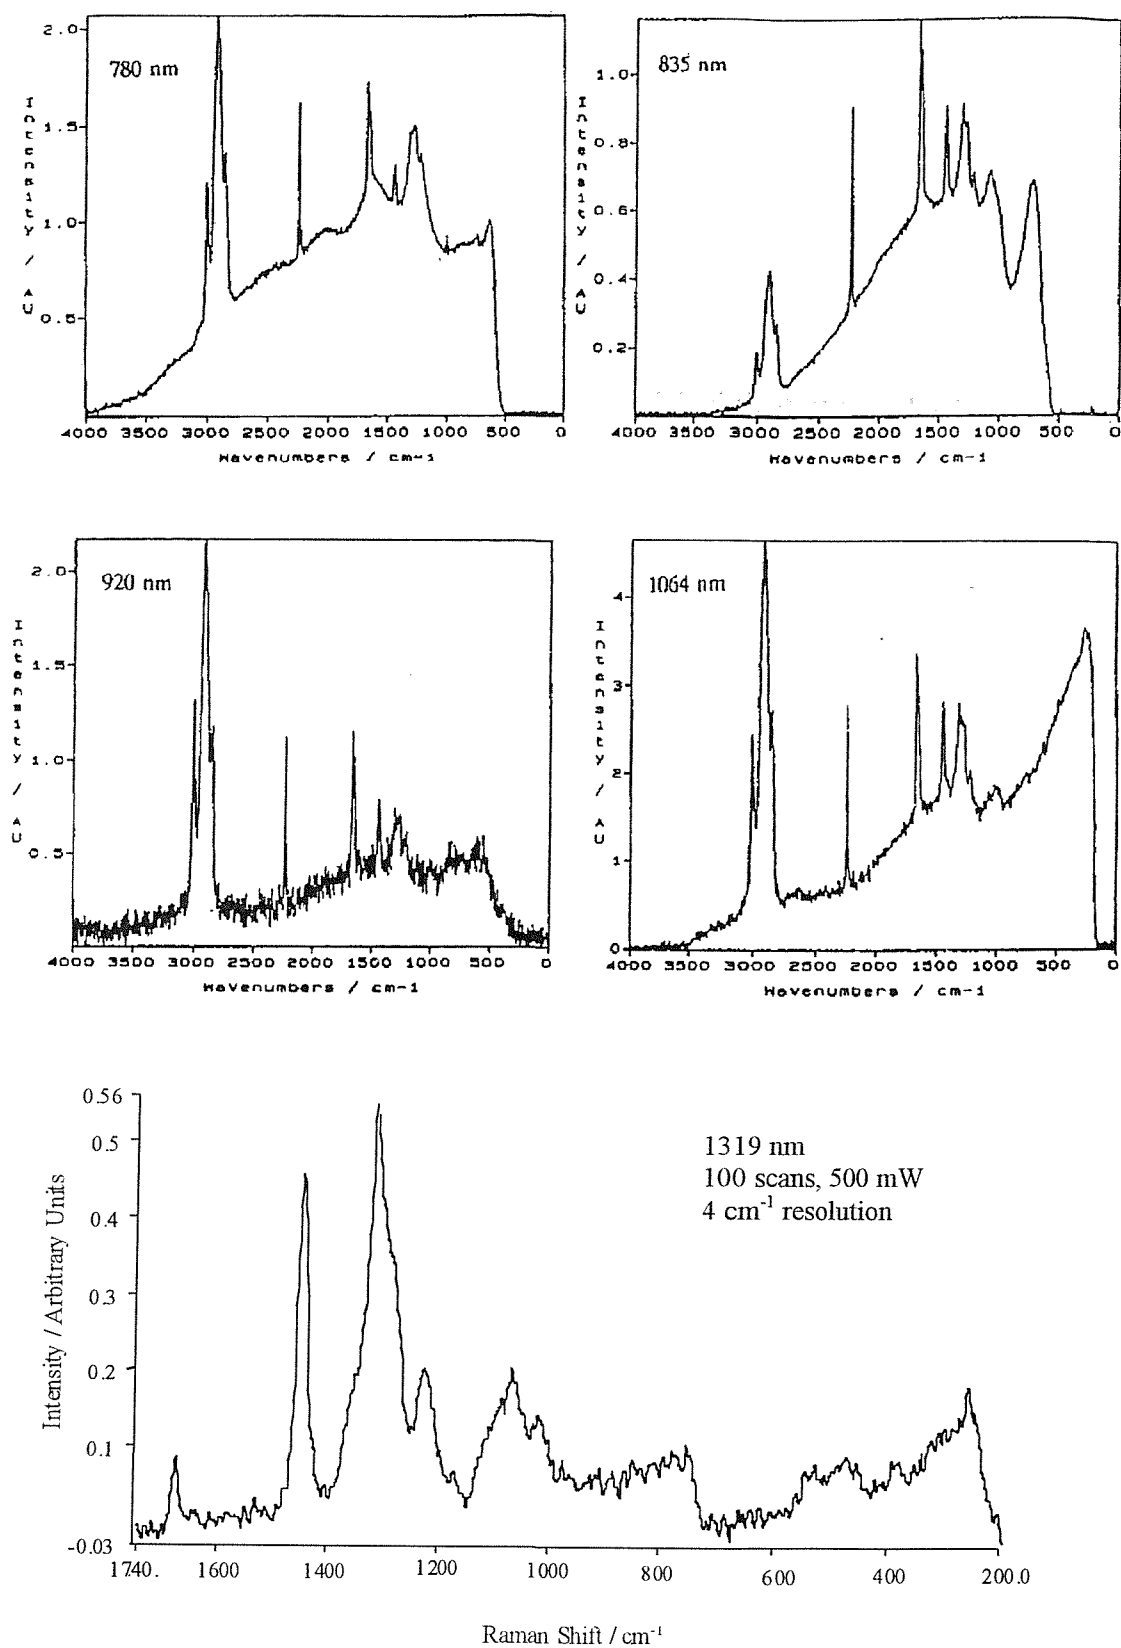 780 nm
2.0
1.5
1.0
0.5
Intensity / AU
4000 3500 3000 2500 2000 1500 1000 500 0
Wavenumbers / cm-1
835 nm
1.0
0.8
0.6
0.4
0.2
Intensity / AU
4000 3500 3000 2500 2000 1500 1000 500 0
Wavenumbers / cm-1
920 nm
2.0
1.5
1.0
0.5
Intensity / AU
4000 3500 3000 2500 2000 1500 1000 500 0
Wavenumbers / cm-1
1064 nm
4
3
2
1
0
Intensity / AU
4000 3500 3000 2500 2000 1500 1000 500 0
Wavenumbers / cm-1
0.56
0.5
0.4
0.3
0.2
0.1
-0.03
Intensity / Arbitrary Units
1319 nm
100 scans, 500 mW
4 cm⁻¹ resolution
1740. 1600 1400 1200 1000 800 600 400 200.0
Raman Shift / cm⁻¹